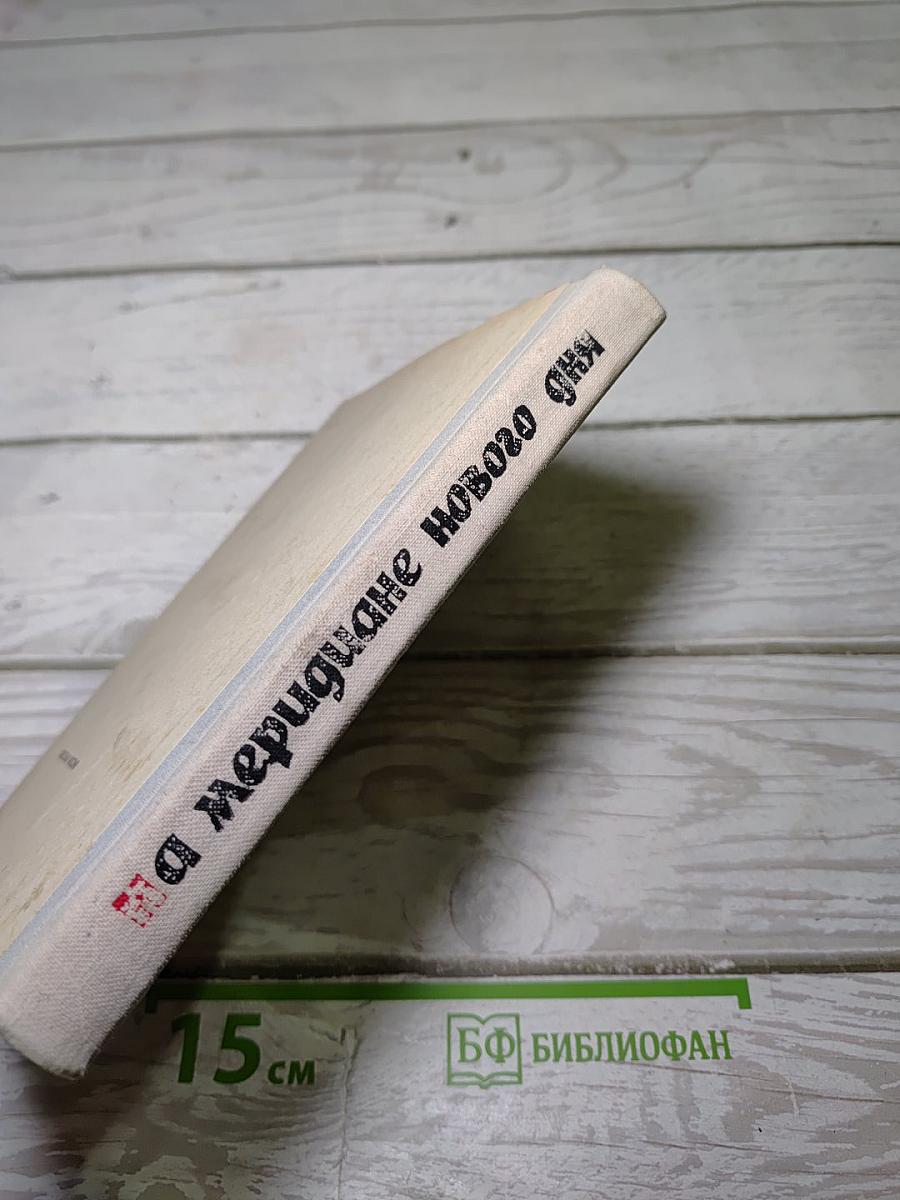 На меридиане нового дня
15 см
БФ БИБЛИОФАН